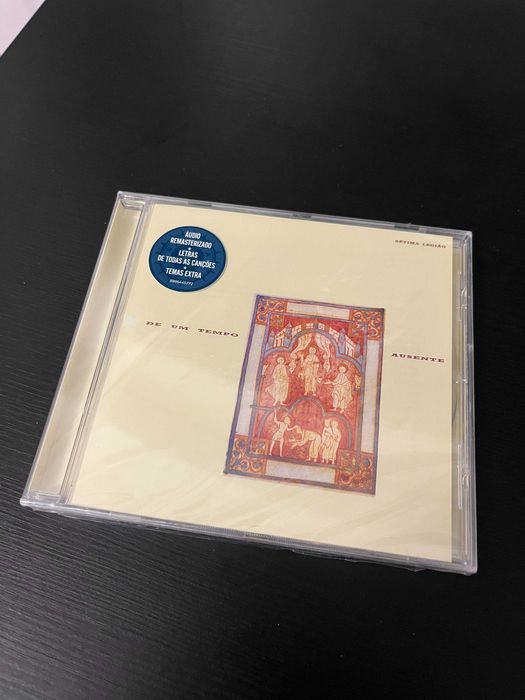 SÉTIMA LEGIÃO
ÁUDIO
REMASTERIZADO
•
LETRAS
DE TODAS AS CANÇÕES
•
TEMAS EXTRA
DE UM TEMPO
AUSENTE